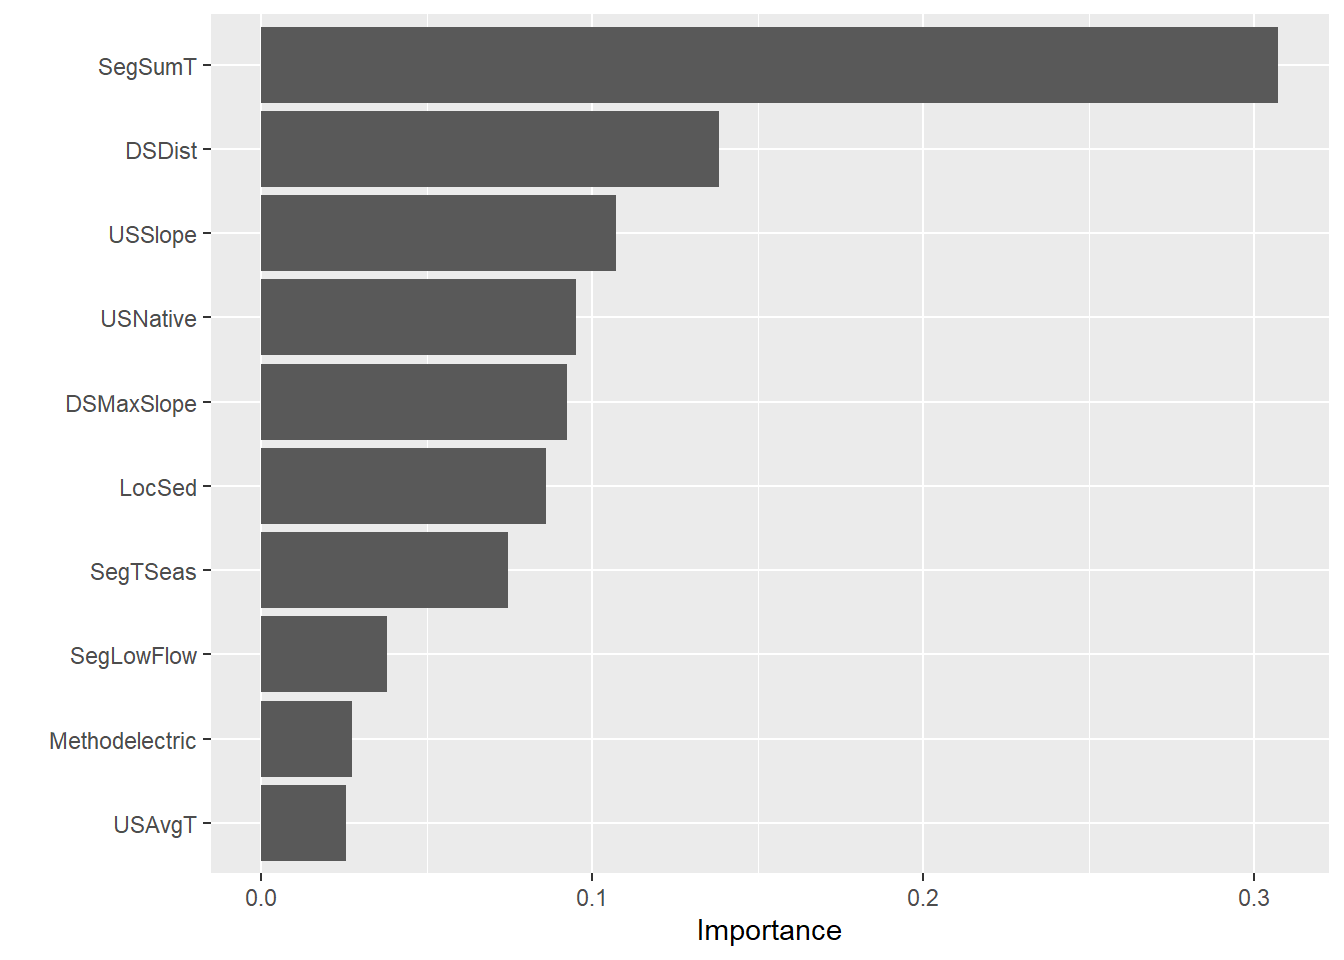 SegSumT
DSDist
USSlope
USNative
DSMaxSlope
LocSed
SegTSeas
SegLowFlow
Methodelectric
USAvgT
0.0 0.1 0.2 0.3
Importance